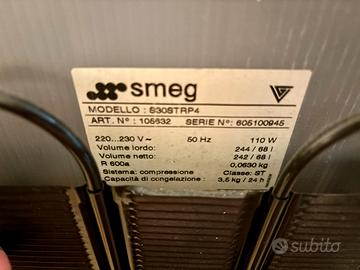 smeg
MODELLO : S30STRP4
ART. N° : 105632 SERIE N°: 605100945
220...230 V ~ 50 Hz 110 W
Volume lordo: 244 / 68 l
Volume netto: 242 / 68 l
R 600a 0,0630 kg
Sistema: compressione Classe: ST
Capacità di congelazione : 3,5 kg / 24 h
subito